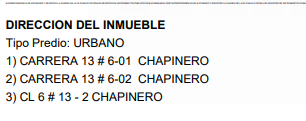 DIRECCION DEL INMUEBLE
Tipo Predio: URBANO
1) CARRERA 13 # 6-01 CHAPINERO
2) CARRERA 13 # 6-02 CHAPINERO
3) CL 6 # 13 - 2 CHAPINERO